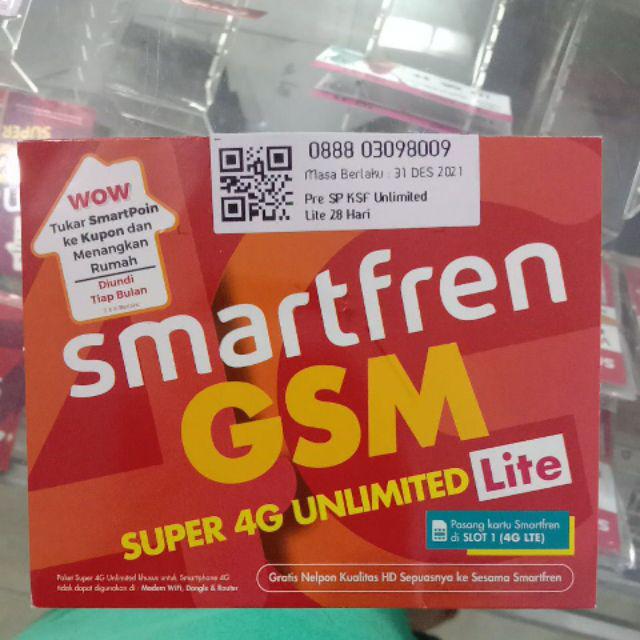 0888 03098009
Masa Berlaku : 31 DES 2021
Pre SP KSF Unlimited
Lite 28 Hari
WOW
Tukar SmartPoin
ke Kupon dan
Menangkan
Rumah
Diundi
Tiap Bulan
smartfren
GSM
SUPER 4G UNLIMITED Lite
Pasang kartu Smartfren
di SLOT 1 (4G LTE)
Paket Super 4G Unlimited khusus untuk Smartphone 4G
tidak dapat digunakan di : Modem WiFi, Dongle & Router
Gratis Nelpon Kualitas HD Sepuasnya ke Sesama Smartfren
SUPER